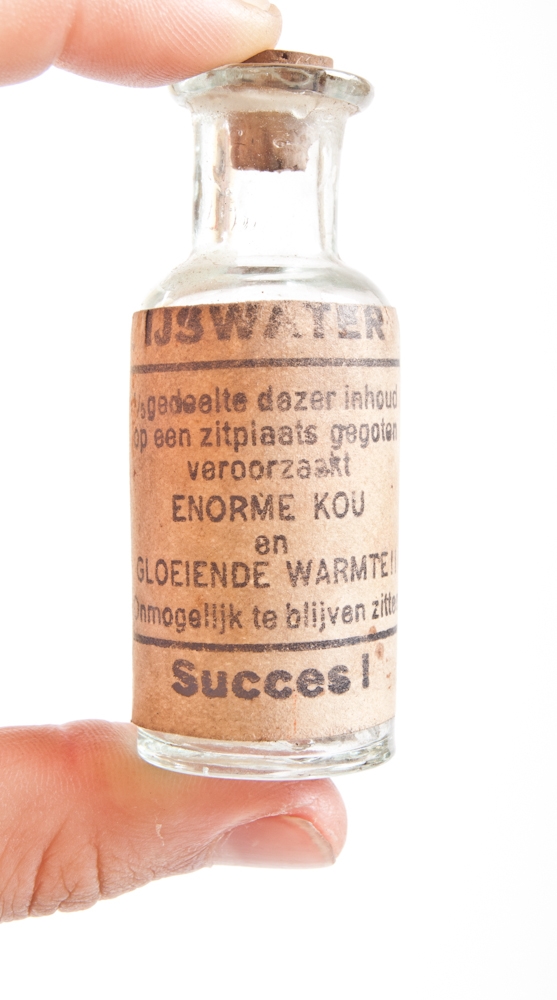 IJSWATER
gedeelte dezer inhoud
op een zitplaats gegoten
veroorzaakt
ENORME KOU
en
GLOEIENDE WARMTE!
Onmogelijk te blijven zitten
Succes!